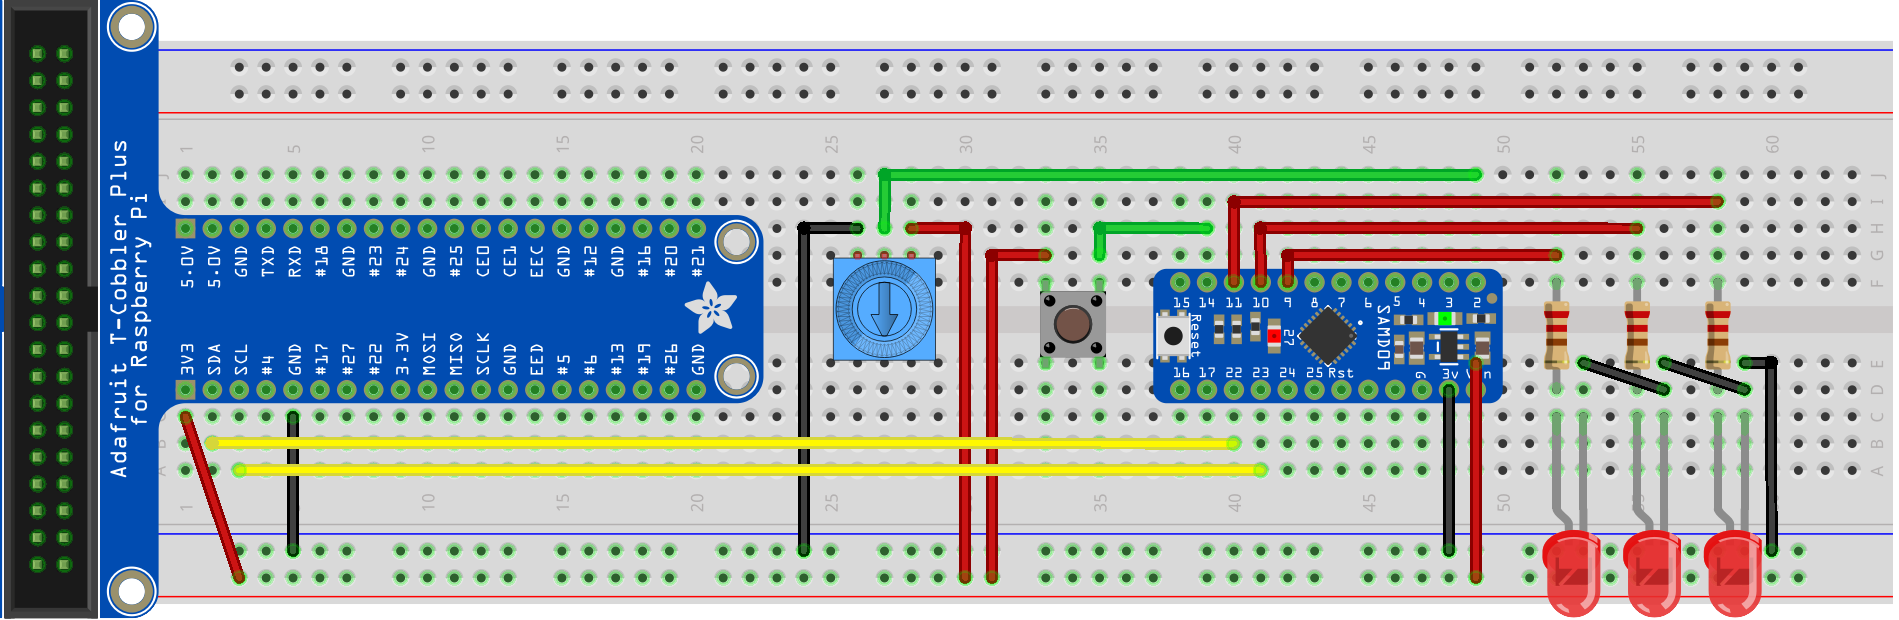 Adafruit T-Cobbler Plus
for Raspberry Pi
1 5 10 15 20 25 30 35 40 45 50 55 60
J
I
H
G
F
E
D
C
B
A
5.0V 5.0V GND TXD RXD #18 GND #23 #24 GND #25 CE0 CE1 EEC GND #12 GND #16 #20 #21
3V3 SDA SCL #4 GND #17 #27 #22 3.3V MOSI MISO SCLK GND EED #5 #6 #13 #19 #26 GND
15 14 11 10 9 8 7 6 5 4 3 2
Reset
27
SAMD09
16 17 22 23 24 25 Rst G 3v V n
1 10 15 20 25 30 35 40 45 50